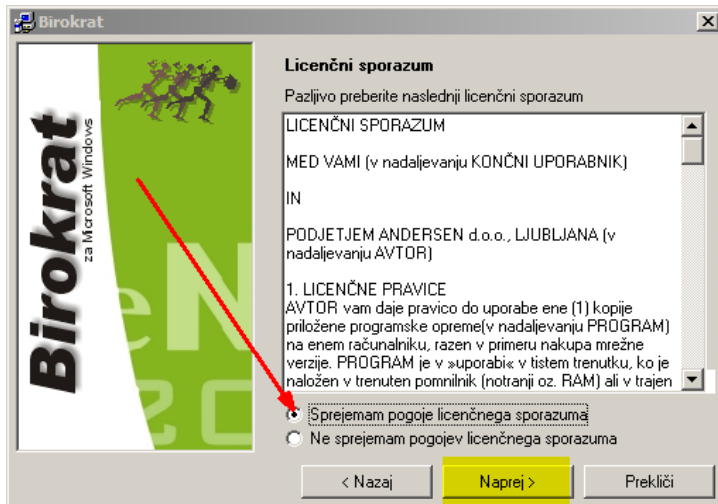 Birokrat
Birokrat
za Microsoft Windows
eN
Licenčni sporazum
Pazljivo preberite naslednji licenčni sporazum
LICENČNI SPORAZUM
MED VAMI (v nadaljevanju KONČNI UPORABNIK)
IN
PODJETJEM ANDERSEN d.o.o., LJUBLJANA (v
nadaljevanju AVTOR)
1. LICENČNE PRAVICE
AVTOR vam daje pravico do uporabe ene (1) kopije
priložene programske opreme(v nadaljevanju PROGRAM)
na enem računalniku, razen v primeru nakupa mrežne
verzije. PROGRAM je v »uporabi« v tistem trenutku, ko je
naložen v trenuten pomnilnik (notranji oz. RAM) ali v trajen
Sprejemam pogoje licenčnega sporazuma
Ne sprejemam pogojev licenčnega sporazuma
< Nazaj
Naprej >
Prekliči